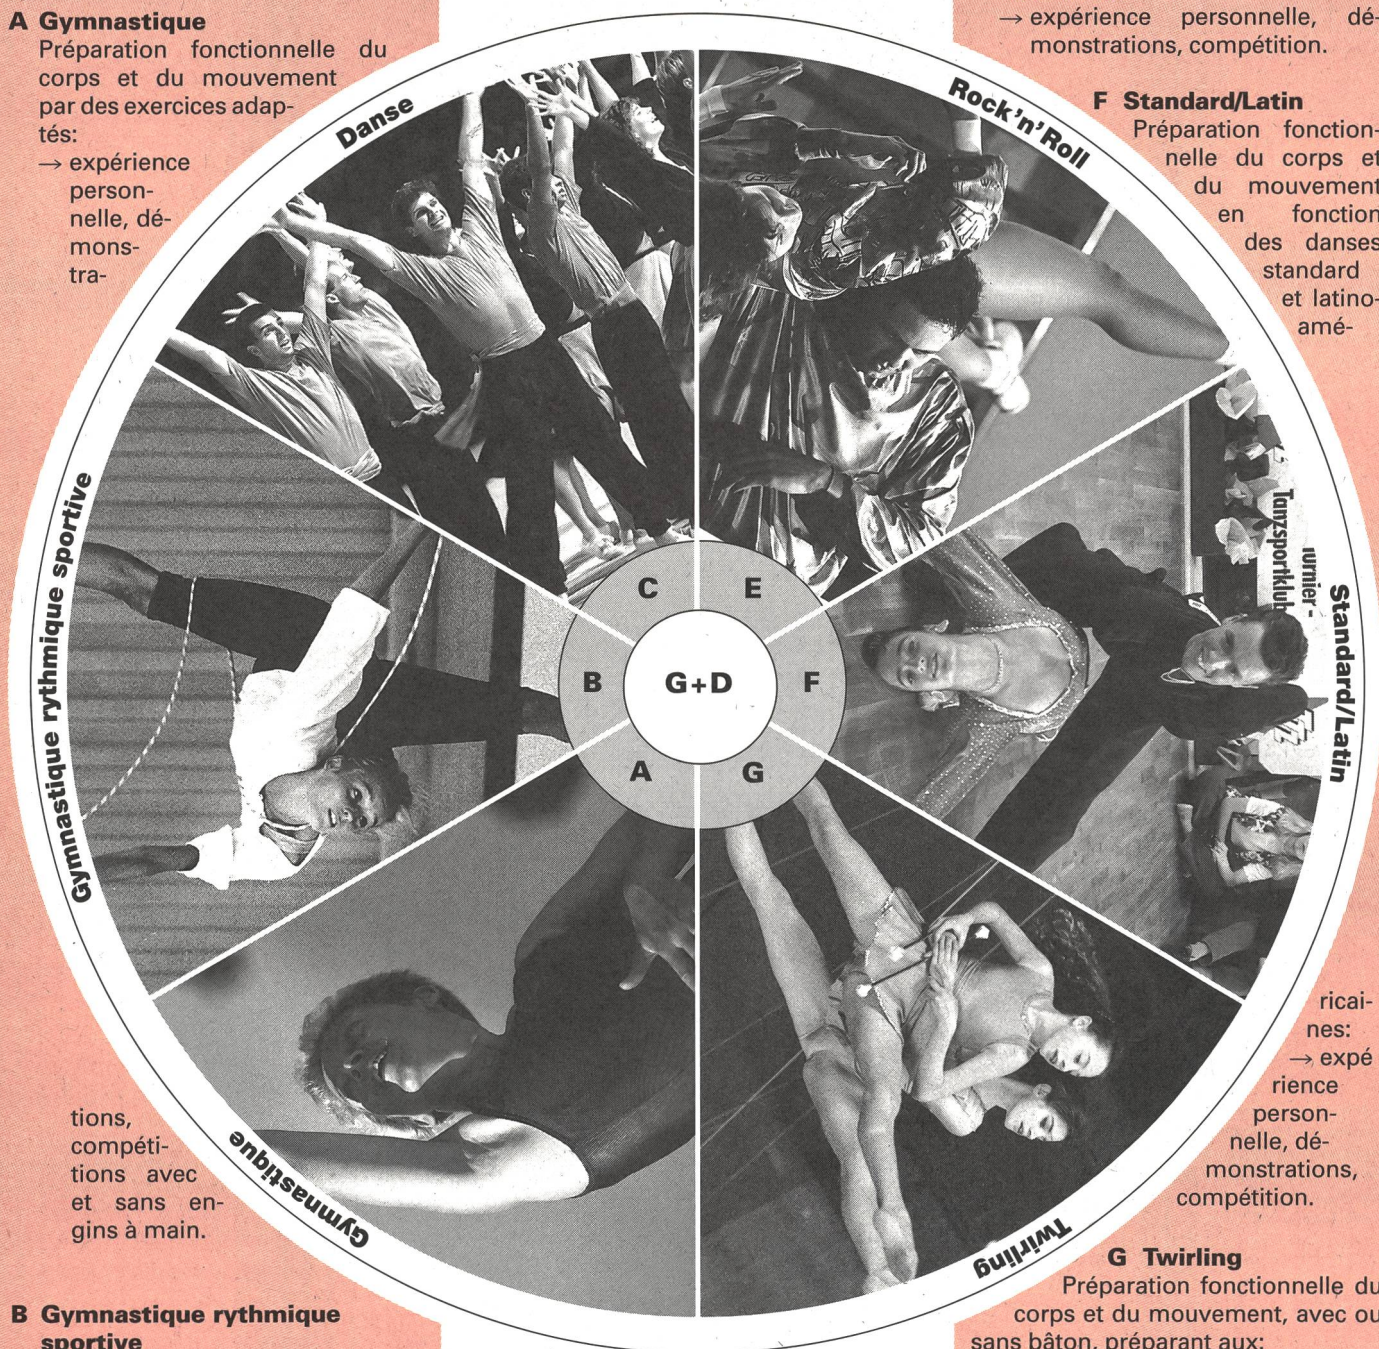 A Gymnastique
Préparation fonctionnelle du
corps et du mouvement
par des exercices adap-
tés:
→ expérience
person-
nelle, dé-
mons-
tra-
tions,
compéti-
tions avec
et sans en-
gins à main.
B Gymnastique rythmique
sportive
Danse
Rock'n'Roll
Gymnastique rythmique sportive
Standard/Latin
Gymnastique
Twirling
C
E
B
G+D
F
A
G
Turnier-
Tanzsportklub
→ expérience personnelle, dé-
monstrations, compétition.
F Standard/Latin
Préparation fonction-
nelle du corps et
du mouvement
en fonction
des danses
standard
et latino-
amé-
ricai-
nes:
→ expé
rience
person-
nelle, dé-
monstrations,
compétition.
G Twirling
Préparation fonctionnelle du
corps et du mouvement, avec ou
sans bâton, préparant aux: